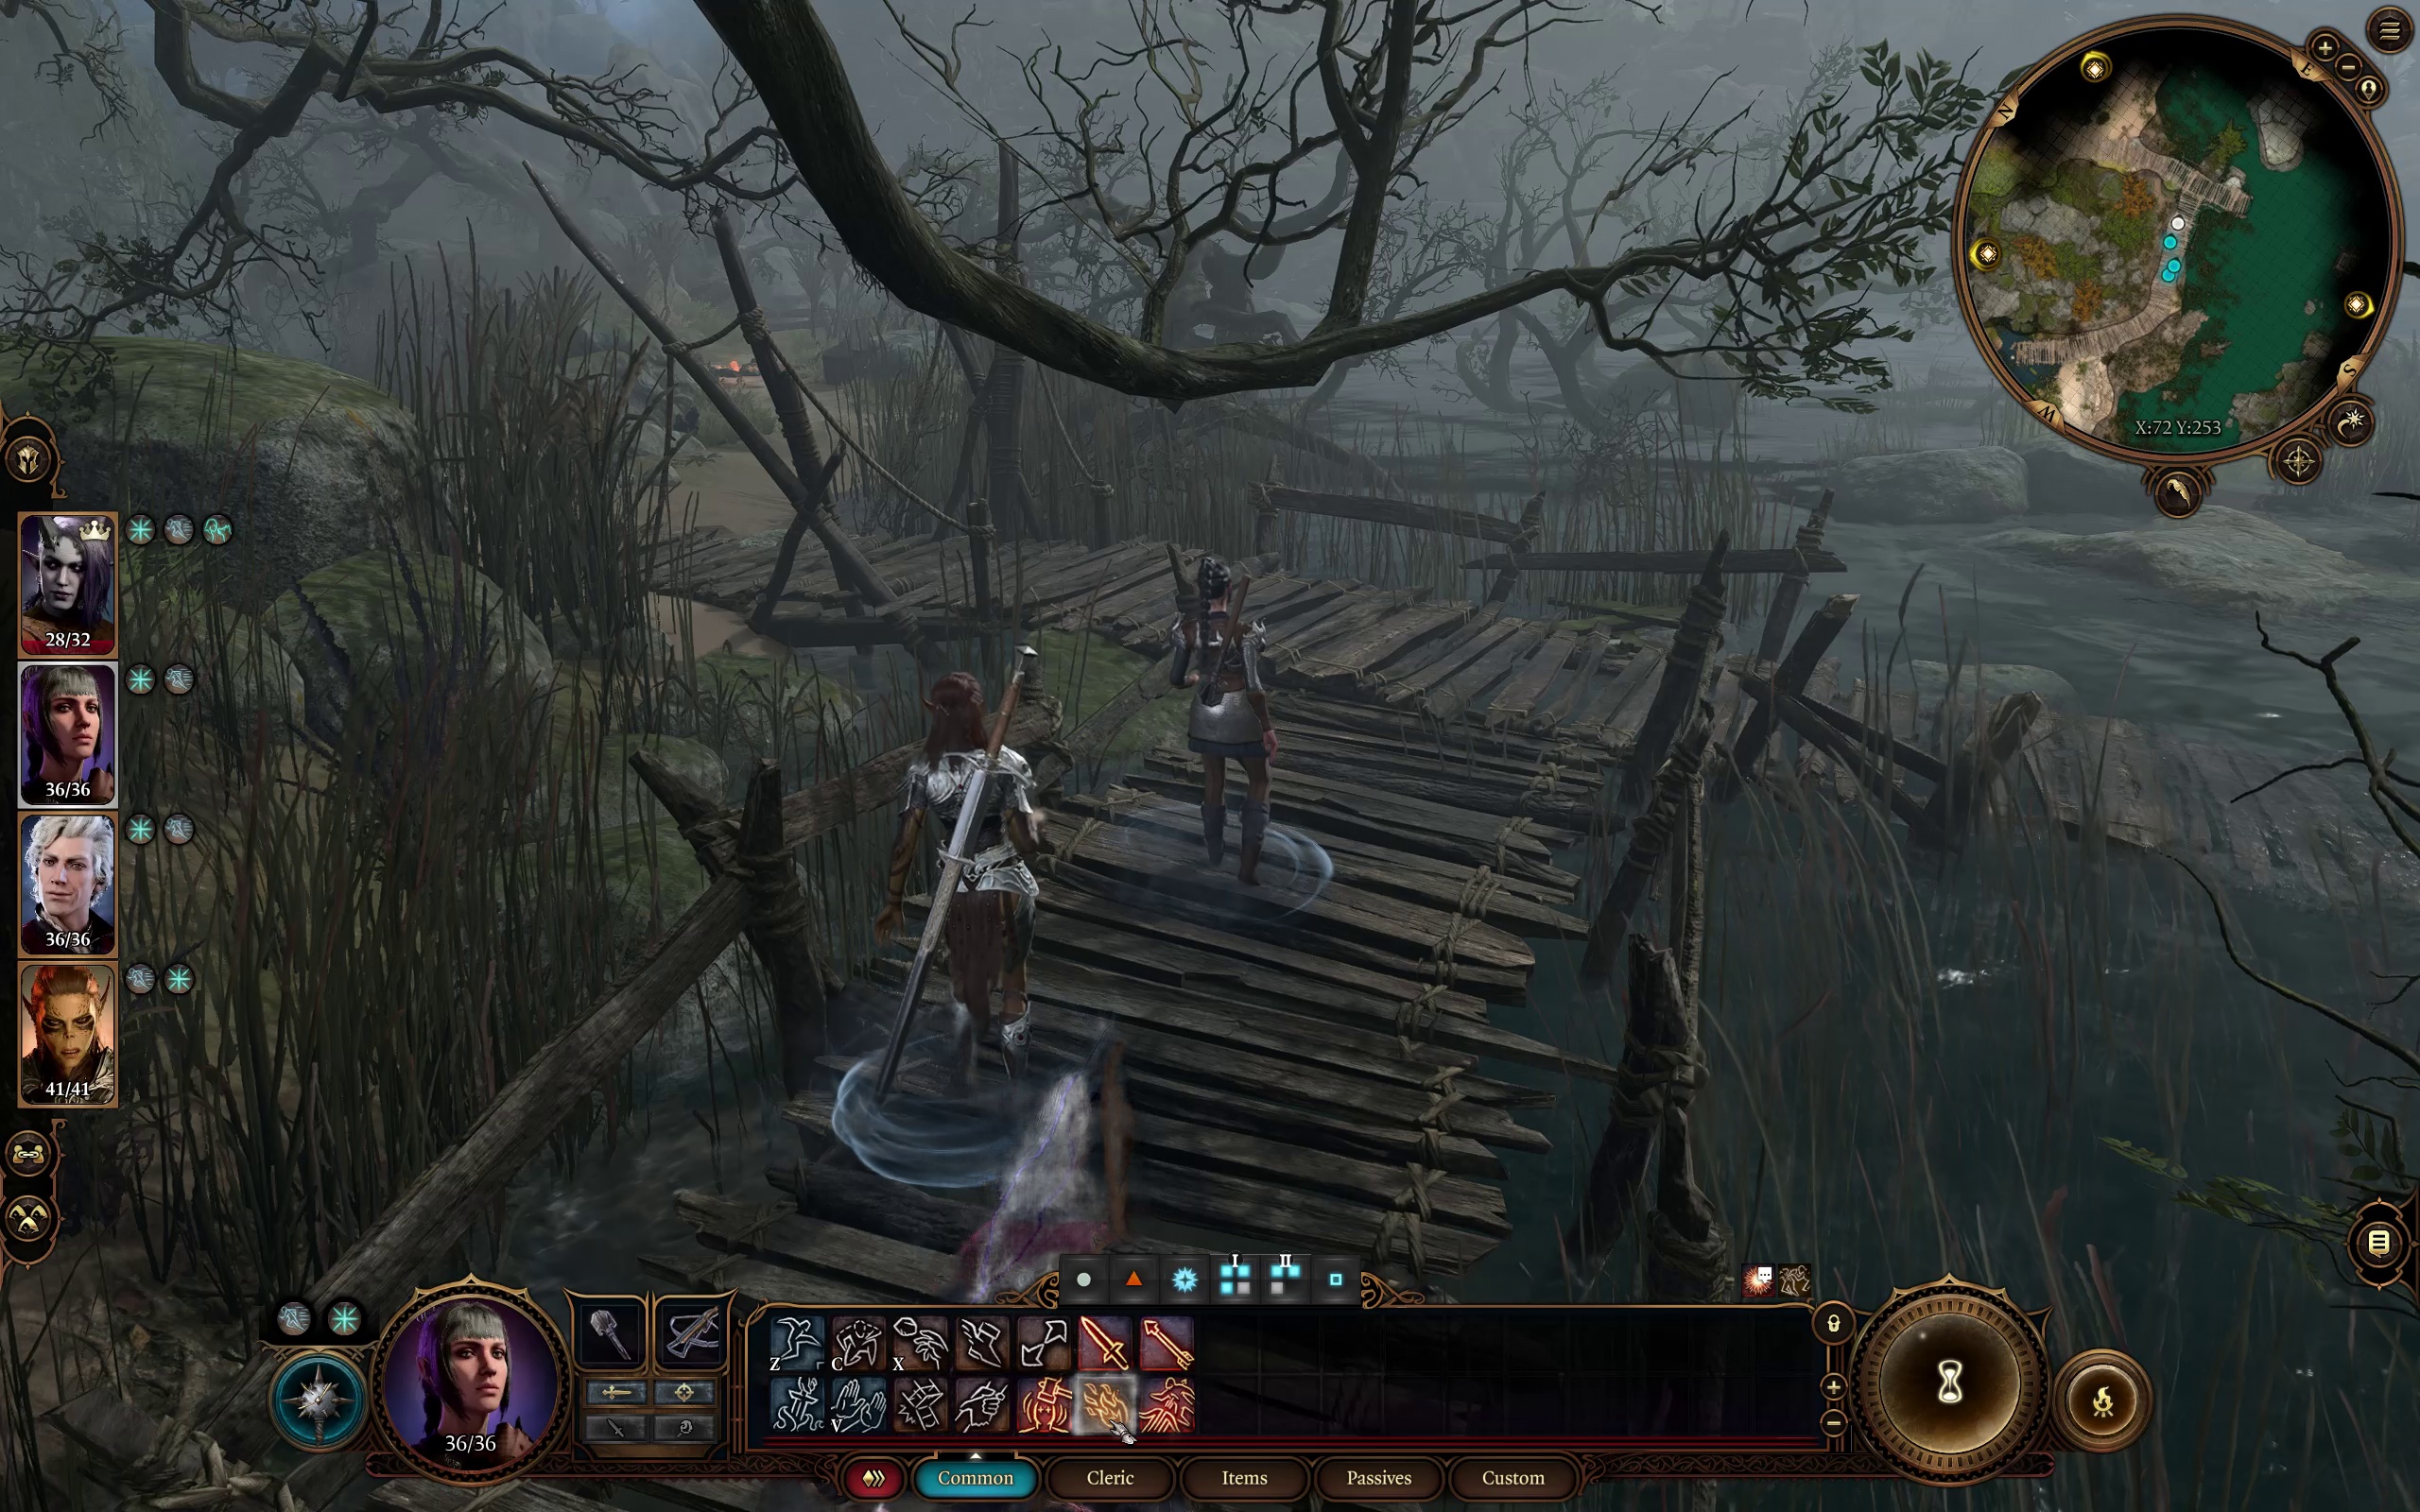 N
E
S
W
X:72 Y:253
28/32
36/36
36/36
41/41
I II
Z C X
V
36/36
Common Cleric Items Passives Custom